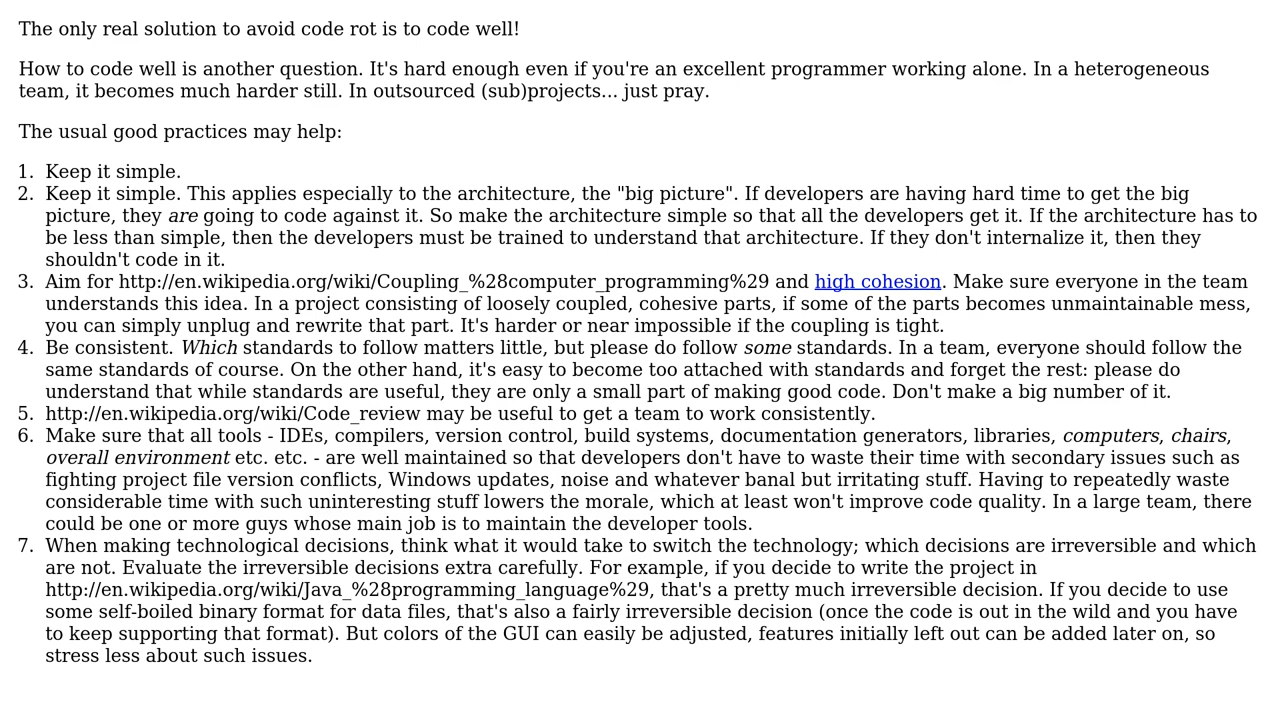 The only real solution to avoid code rot is to code well!
How to code well is another question. It's hard enough even if you're an excellent programmer working alone. In a heterogeneous
team, it becomes much harder still. In outsourced (sub)projects... just pray.
The usual good practices may help:
1. Keep it simple.
2. Keep it simple. This applies especially to the architecture, the "big picture". If developers are having hard time to get the big
picture, they are going to code against it. So make the architecture simple so that all the developers get it. If the architecture has to
be less than simple, then the developers must be trained to understand that architecture. If they don't internalize it, then they
shouldn't code in it.
3. Aim for http://en.wikipedia.org/wiki/Coupling_%28computer_programming%29 and high cohesion. Make sure everyone in the team
understands this idea. In a project consisting of loosely coupled, cohesive parts, if some of the parts becomes unmaintainable mess,
you can simply unplug and rewrite that part. It's harder or near impossible if the coupling is tight.
4. Be consistent. Which standards to follow matters little, but please do follow some standards. In a team, everyone should follow the
same standards of course. On the other hand, it's easy to become too attached with standards and forget the rest: please do
understand that while standards are useful, they are only a small part of making good code. Don't make a big number of it.
5. http://en.wikipedia.org/wiki/Code_review may be useful to get a team to work consistently.
6. Make sure that all tools - IDEs, compilers, version control, build systems, documentation generators, libraries, computers, chairs,
overall environment etc. etc. - are well maintained so that developers don't have to waste their time with secondary issues such as
fighting project file version conflicts, Windows updates, noise and whatever banal but irritating stuff. Having to repeatedly waste
considerable time with such uninteresting stuff lowers the morale, which at least won't improve code quality. In a large team, there
could be one or more guys whose main job is to maintain the developer tools.
7. When making technological decisions, think what it would take to switch the technology; which decisions are irreversible and which
are not. Evaluate the irreversible decisions extra carefully. For example, if you decide to write the project in
http://en.wikipedia.org/wiki/Java_%28programming_language%29, that's a pretty much irreversible decision. If you decide to use
some self-boiled binary format for data files, that's also a fairly irreversible decision (once the code is out in the wild and you have
to keep supporting that format). But colors of the GUI can easily be adjusted, features initially left out can be added later on, so
stress less about such issues.